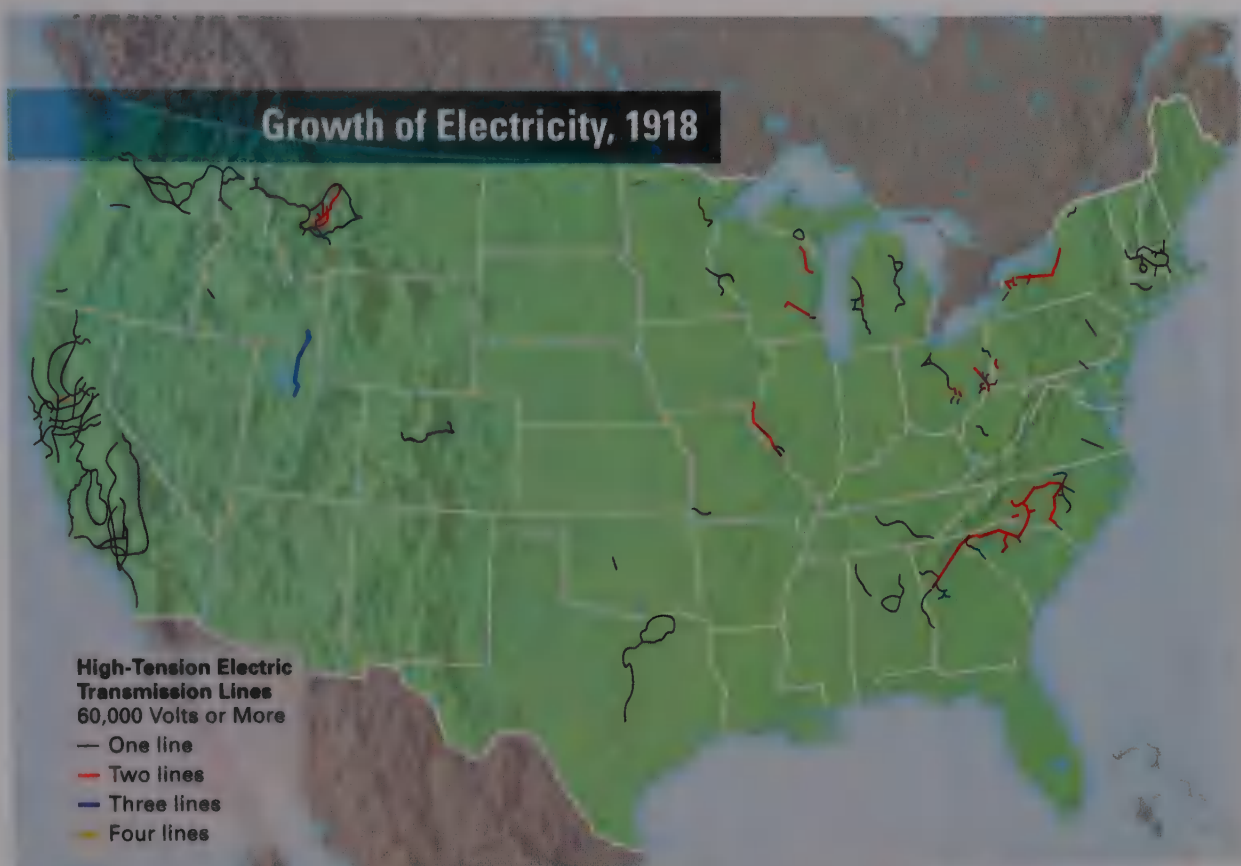 Growth of Electricity, 1918
High-Tension Electric
Transmission Lines
60,000 Volts or More
One line
Two lines
Three lines
Four lines